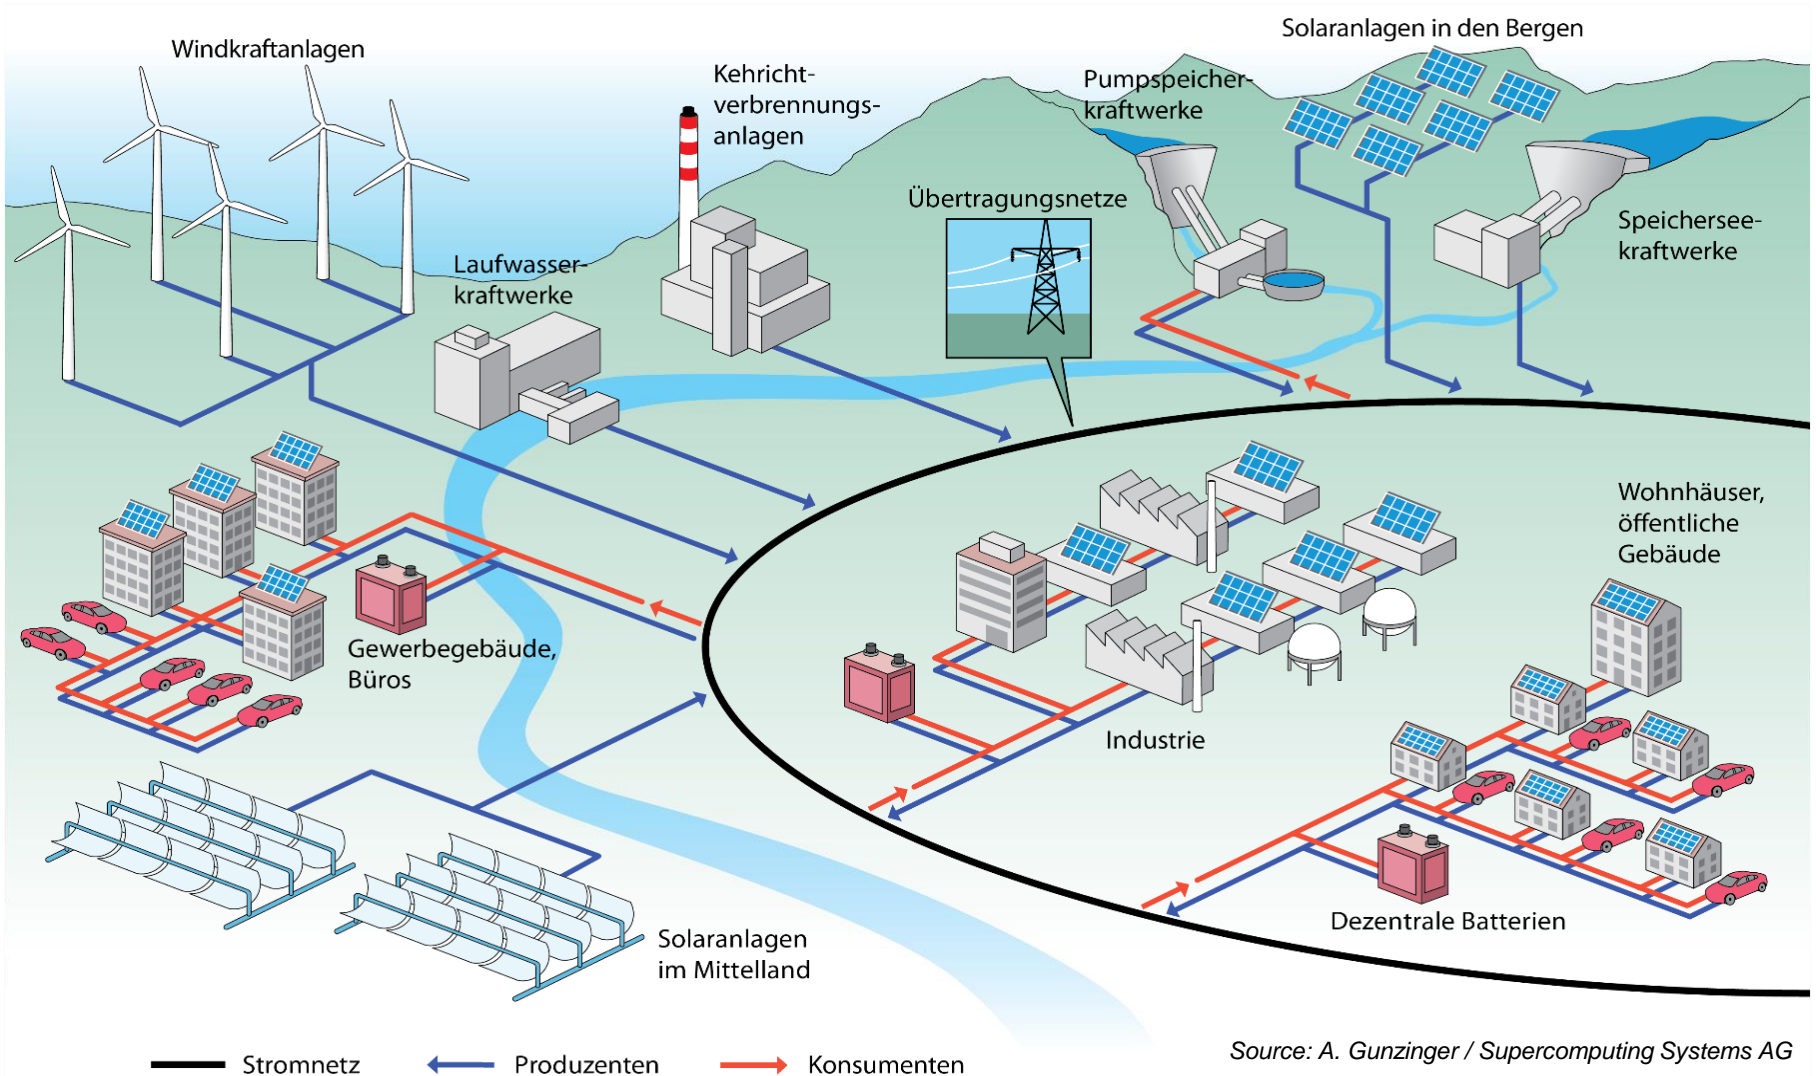 Windkraftanlagen
Kehricht-
verbrennungs-
anlagen
Solaranlagen in den Bergen
Pumpspeicher-
kraftwerke
Übertragungsnetze
Speichersee-
kraftwerke
Laufwasser-
kraftwerke
Wohnhäuser,
öffentliche
Gebäude
Gewerbegebäude,
Büros
Industrie
Dezentrale Batterien
Solaranlagen
im Mittelland
Stromnetz
Produzenten
Konsumenten
Source: A. Gunzinger / Supercomputing Systems AG